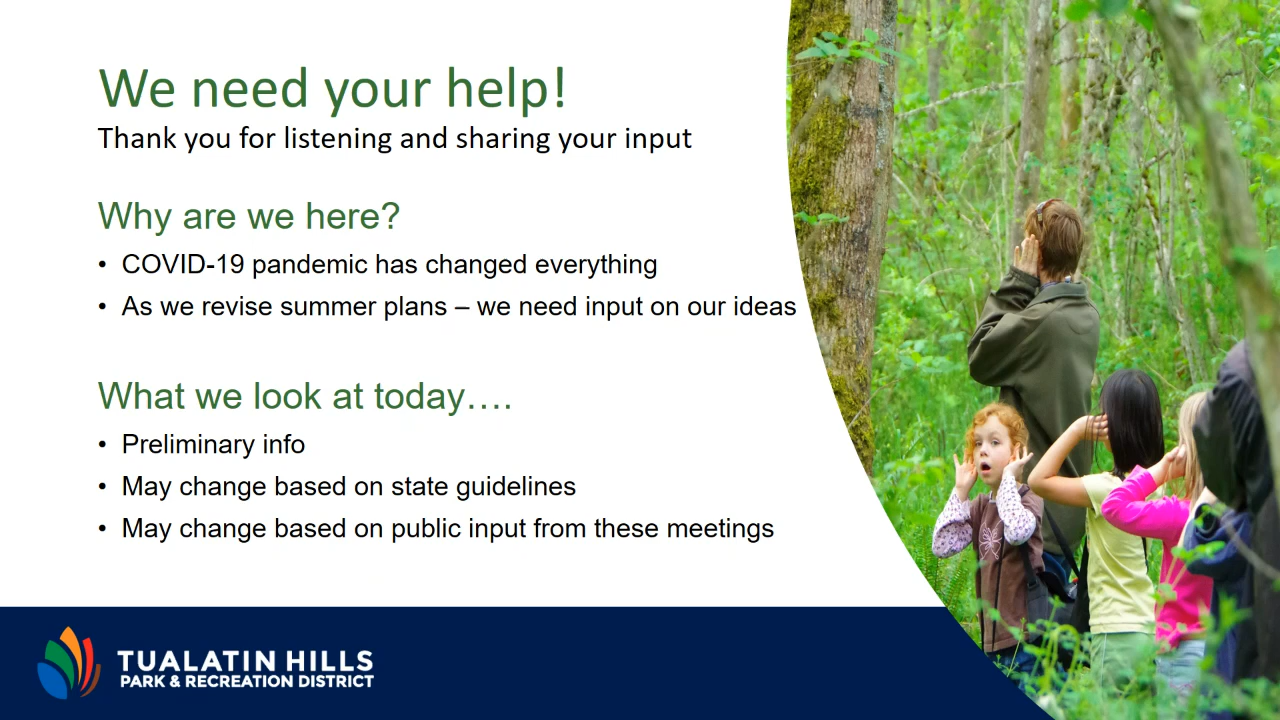 We need your help!
Thank you for listening and sharing your input
Why are we here?
• COVID-19 pandemic has changed everything
• As we revise summer plans – we need input on our ideas
What we look at today….
• Preliminary info
• May change based on state guidelines
• May change based on public input from these meetings
TUALATIN HILLS
PARK & RECREATION DISTRICT